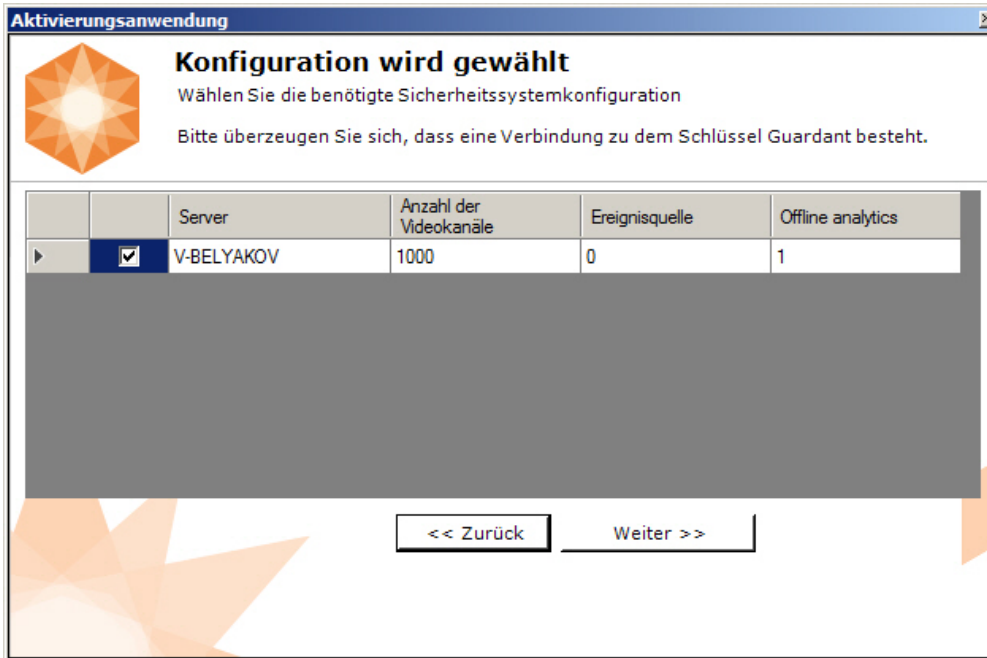 Aktivierungsanwendung
Konfiguration wird gewählt
Wählen Sie die benötigte Sicherheitssystemkonfiguration
Bitte überzeugen Sie sich, dass eine Verbindung zu dem Schlüssel Guardant besteht.
Server Anzahl der Videokanäle Ereignisquelle Offline analytics
V-BELYAKOV 1000 0 1
<< Zurück Weiter >>